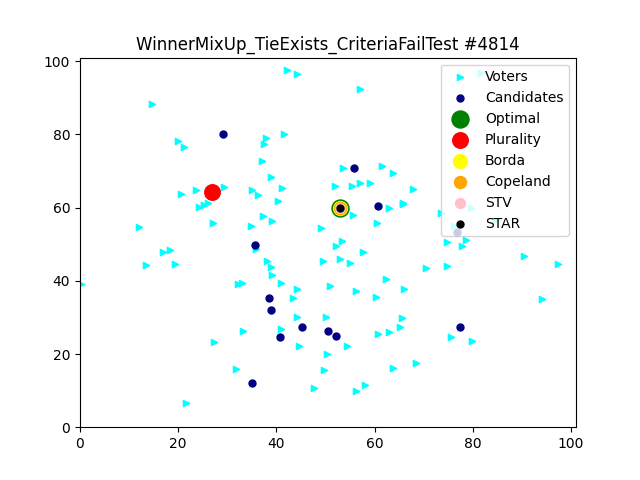 WinnerMixUp_TieExists_CriteriaFailTest #4814
100
80
60
40
20
0
0
20
40
60
80
100
Voters
Candidates
Optimal
Plurality
Borda
Copeland
STV
STAR